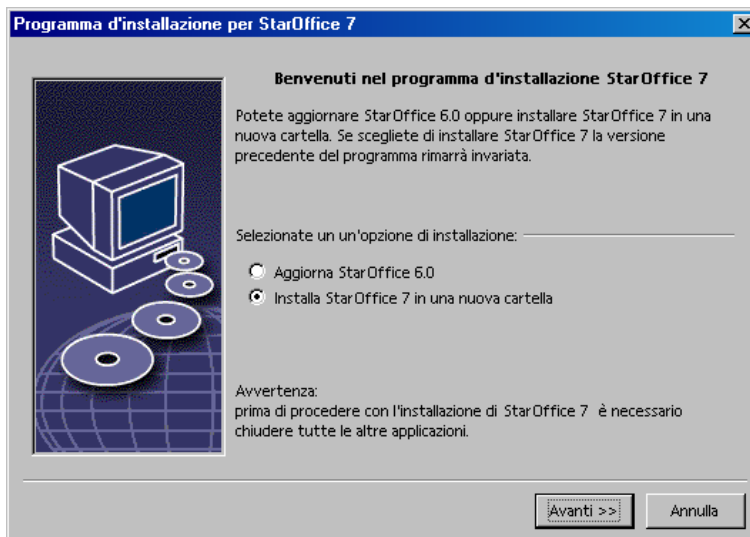 Programma d'installazione per StarOffice 7
Benvenuti nel programma d'installazione StarOffice 7
Potete aggiornare StarOffice 6.0 oppure installare StarOffice 7 in una
nuova cartella. Se scegliete di installare StarOffice 7 la versione
precedente del programma rimarrà invariata.
Selezionate un un'opzione di installazione:
Aggiorna StarOffice 6.0
Installa StarOffice 7 in una nuova cartella
Avvertenza:
prima di procedere con l'installazione di StarOffice 7 è necessario
chiudere tutte le altre applicazioni.
Avanti >>
Annulla